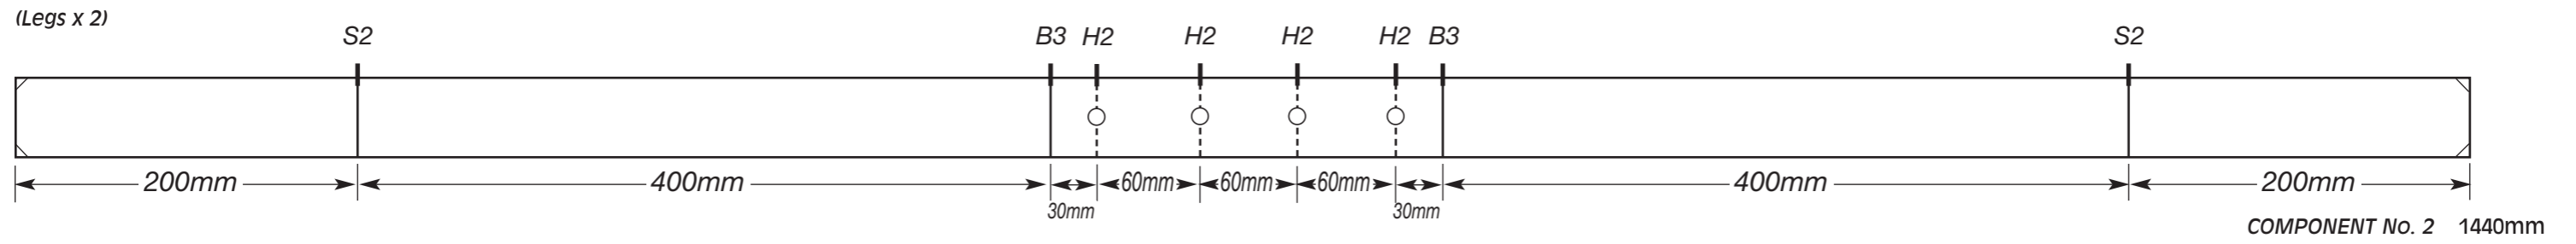 (Legs x 2)
S2 B3 H2 H2 H2 H2 B3 S2
200mm 400mm 60mm 60mm 60mm 400mm 200mm
30mm 30mm
COMPONENT No. 2 1440mm